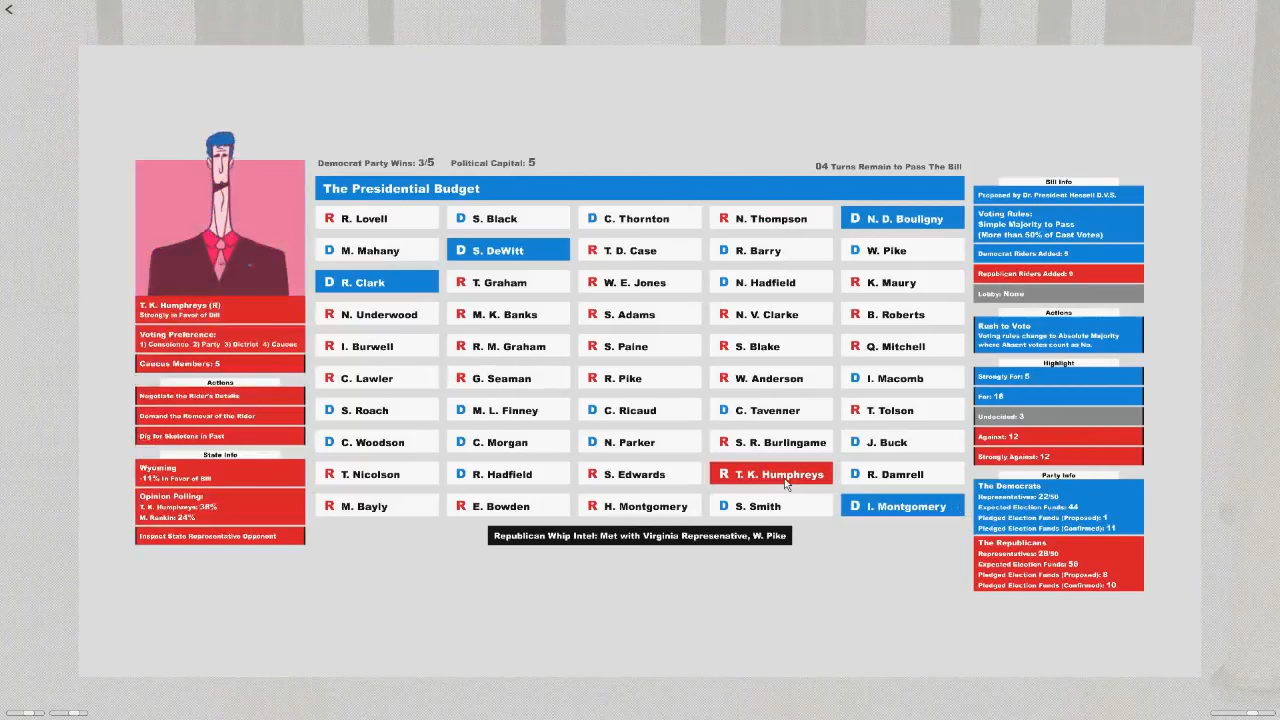 Democrat Party Wins: 3/5 Political Capital: 5
04 Turns Remain to Pass The Bill
The Presidential Budget
R R. Lovell D S. Black D C. Thornton R N. Thompson D N. D. Bouligny
D M. Mahany D S. DeWitt R T. D. Case D R. Barry D W. Pike
D R. Clark R T. Graham R W. E. Jones D N. Hadfield R K. Maury
R N. Underwood R M. K. Banks R S. Adams R N. V. Clarke R B. Roberts
R I. Burwell R R. M. Graham R S. Paine R S. Blake R Q. Mitchell
R C. Lawler R G. Seaman R R. Pike R W. Anderson D I. Macomb
D S. Roach D M. L. Finney D C. Ricaud D C. Tavenner R T. Tolson
D C. Woodson D C. Morgan D N. Parker R S. R. Burlingame D J. Buck
R T. Nicolson D R. Hadfield R S. Edwards R T. K. Humphreys D R. Damrell
R M. Bayly R E. Bowden R H. Montgomery D S. Smith D I. Montgomery
Republican Whip Intel: Met with Virginia Represenative, W. Pike
T. K. Humphreys (R)
Strongly in Favor of Bill
Voting Preference:
1) Conscience 2) Party 3) District 4) Caucus
Caucus Members: 5
Actions
Negotiate the Rider's Details
Demand the Removal of the Rider
Dig for Skeletons in Past
State Info
Wyoming
-11% in Favor of Bill
Opinion Polling:
T. K. Humphreys: 38%
M. Rankin: 24%
Inspect State Representative Opponent
Bill Info
Proposed by Dr. President Hessell D.V.S.
Voting Rules:
Simple Majority to Pass
(More than 50% of Cast Votes)
Democrat Riders Added: 5
Republican Riders Added: 9
Lobby: None
Actions
Rush to Vote
Voting rules change to Absolute Majority
where Absent votes count as No.
Highlight
Strongly For: 5
For: 18
Undecided: 3
Against: 12
Strongly Against: 12
Party Info
The Democrats
Representatives: 22/50
Expected Election Funds: 44
Pledged Election Funds (Proposed): 1
Pledged Election Funds (Confirmed): 11
The Republicans
Representatives: 28/50
Expected Election Funds: 56
Pledged Election Funds (Proposed): 8
Pledged Election Funds (Confirmed): 10